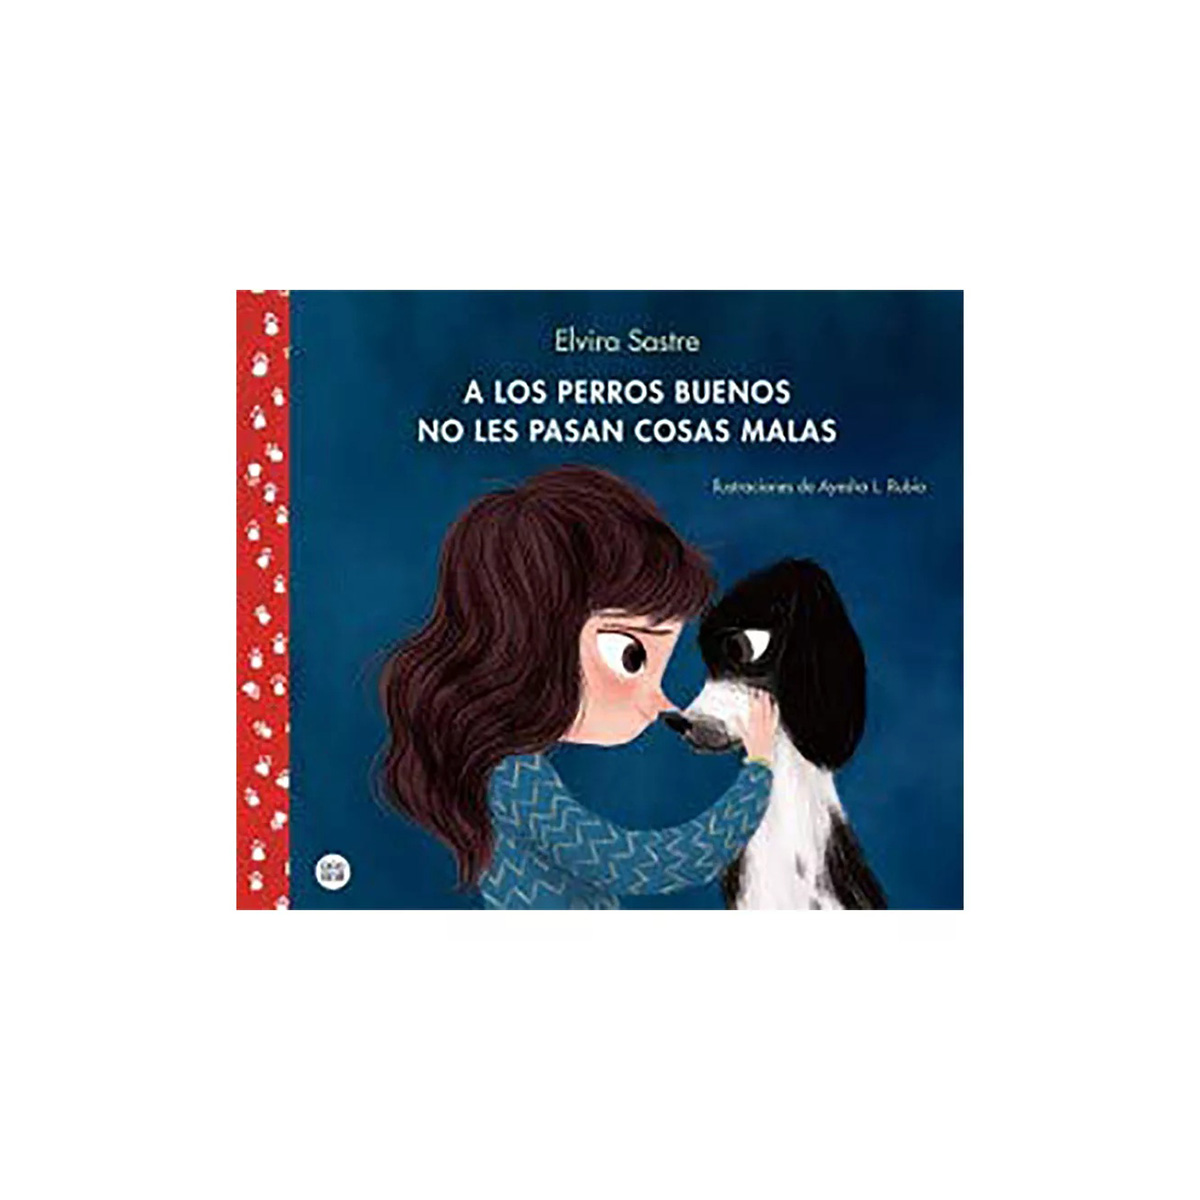 Elvira Sastre
A LOS PERROS BUENOS
NO LES PASAN COSAS MALAS
Ilustraciones de Ayesha L. Rubio